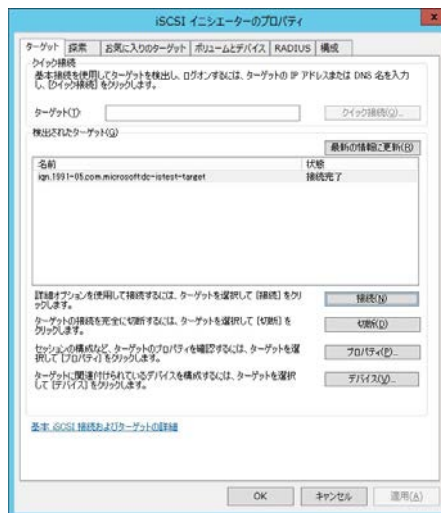 iSCSI イニシエーターのプロパティ
x
ターゲット 探索 お気に入りのターゲット ボリュームとデバイス RADIUS 構成
クイック接続
基本接続を使用してターゲットを検出し、ログオンするには、ターゲットの IP アドレスまたは DNS 名を入力
し、[クイック接続] をクリックします。
ターゲット(T): クイック接続(Q)...
検出されたターゲット(G)
最新の情報に更新(R)
名前 状態
iqn.1991-05.com.microsoft:dc-istest-target 接続完了
詳細オプションを使用して接続するには、ターゲットを選択して [接続] をクリ
ックします。
接続(N)
ターゲットの接続を完全に切断するには、ターゲットを選択して [切断] を
クリックします。
切断(D)
セッションの構成など、ターゲットのプロパティを確認するには、ターゲットを選
択して [プロパティ] をクリックします。
プロパティ(P)...
ターゲットに関連付けられているデバイスを構成するには、ターゲットを選択
して [デバイス] をクリックします。
デバイス(V)...
基本 iSCSI 接続およびターゲットの詳細
OK キャンセル 適用(A)